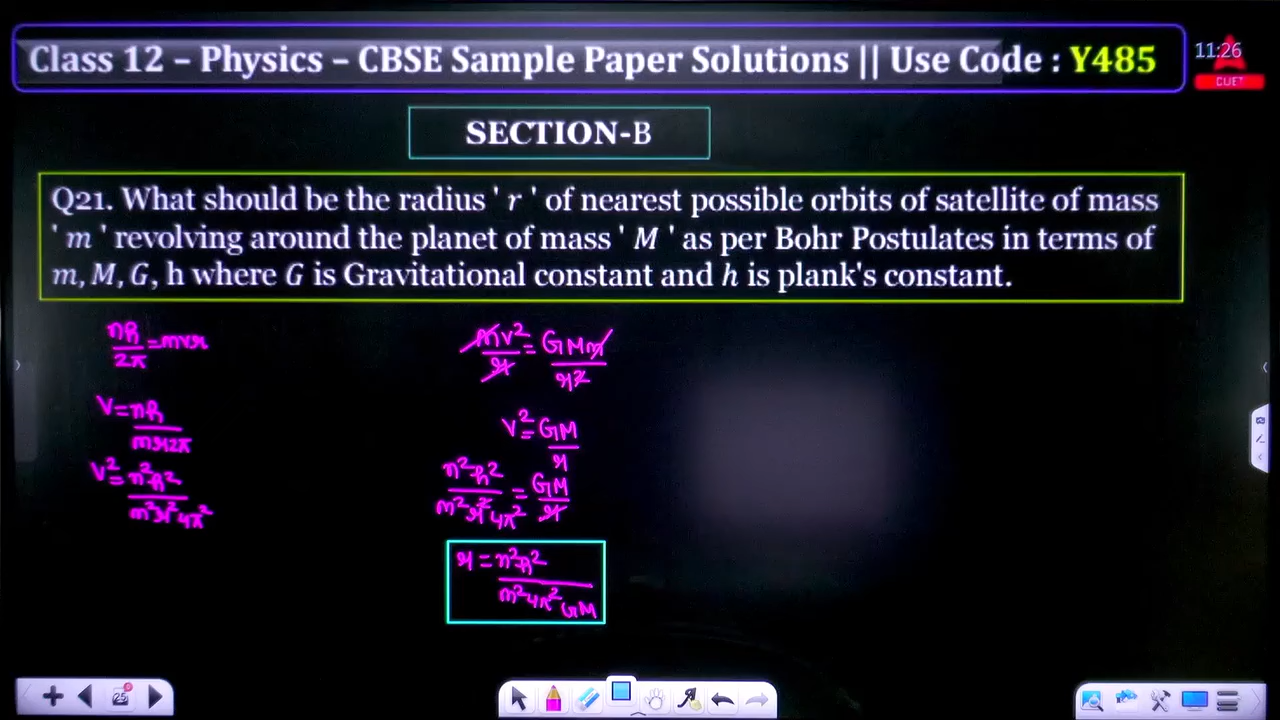 Class 12 – Physics – CBSE Sample Paper Solutions || Use Code : Y485
11:26
CUET
SECTION-B
Q21. What should be the radius ' r ' of nearest possible orbits of satellite of mass
' m ' revolving around the planet of mass ' M ' as per Bohr Postulates in terms of
m, M, G, h where G is Gravitational constant and h is plank's constant.
nh/2π = mvr
V = nh/m r 2π
V² = n²h²/m²r²4π²
mv²/r = GMm/r²
V² = GM/r
n²h²/m²r²4π² = GM/r
r = n²h²/m²4π²GM
25